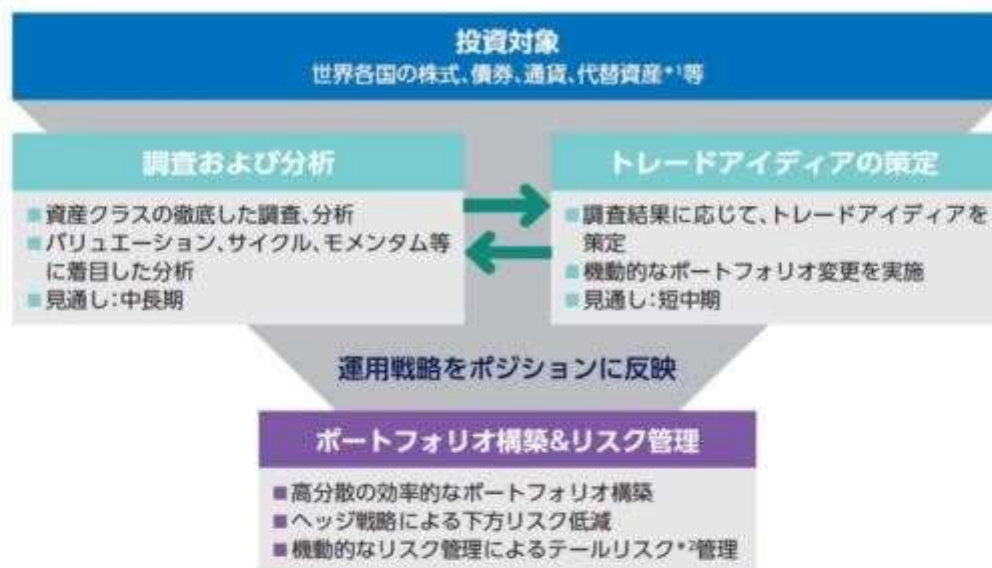 投資対象
世界各国の株式、債券、通貨、代替資産*1等
調査および分析
■資産クラスの徹底した調査、分析
■バリュエーション、サイクル、モメンタム等
に着目した分析
■見通し:中長期
トレードアイディアの策定
■調査結果に応じて、トレードアイディアを
策定
■機動的なポートフォリオ変更を実施
■見通し:短中期
運用戦略をポジションに反映
ポートフォリオ構築&リスク管理
■高分散の効率的なポートフォリオ構築
■ヘッジ戦略による下方リスク低減
■機動的なリスク管理によるテールリスク*2管理